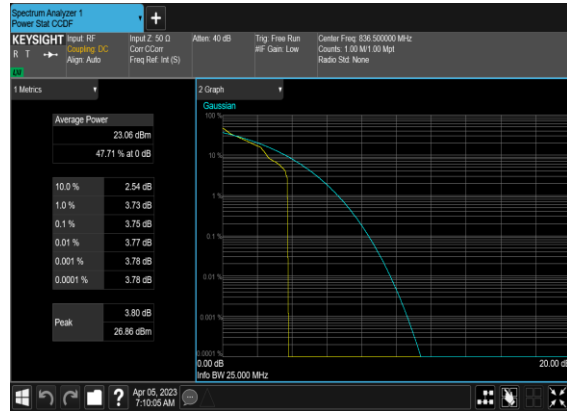 Spectrum Analyzer 1
Power Stat CCDF
KEYSIGHT
R T
Input: RF
Coupling: DC
Align: Auto
Input Z: 50 Ω
Corr CCorr
Freq Ref: Int (S)
Atten: 40 dB
Trig: Free Run
#IF Gain: Low
Center Freq: 836.500000 MHz
Counts: 1.00 M/1.00 Mpt
Radio Std: None
1 Metrics
Average Power
23.06 dBm
47.71 % at 0 dB
10.0 % 2.54 dB
1.0 % 3.73 dB
0.1 % 3.75 dB
0.01 % 3.77 dB
0.001 % 3.78 dB
0.0001 % 3.78 dB
Peak
3.80 dB
26.86 dBm
2 Graph
Gaussian
100 %
10 %
1 %
0.1 %
0.01 %
0.001 %
0.0001 %
0.00 dB 20.00 dB
Info BW 25.000 MHz
Apr 05, 2023
7:10:05 AM